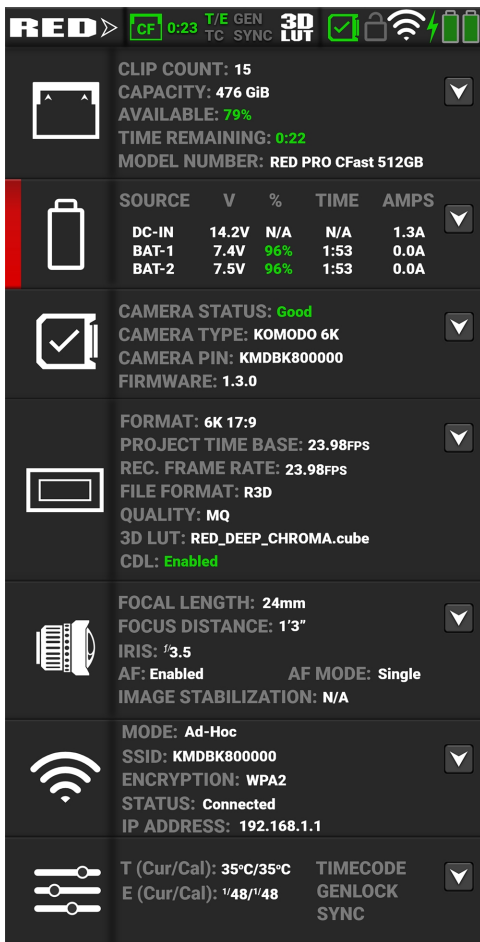 RED
CF 0:23 T/E GEN 3D
TC SYNC LUT
CLIP COUNT: 15
CAPACITY: 476 GiB
AVAILABLE: 79%
TIME REMAINING: 0:22
MODEL NUMBER: RED PRO CFast 512GB
SOURCE V % TIME AMPS
DC-IN 14.2V N/A N/A 1.3A
BAT-1 7.4V 96% 1:53 0.0A
BAT-2 7.5V 96% 1:53 0.0A
CAMERA STATUS: Good
CAMERA TYPE: KOMODO 6K
CAMERA PIN: KMDBK800000
FIRMWARE: 1.3.0
FORMAT: 6K 17:9
PROJECT TIME BASE: 23.98FPS
REC. FRAME RATE: 23.98FPS
FILE FORMAT: R3D
QUALITY: MQ
3D LUT: RED_DEEP_CHROMA.cube
CDL: Enabled
FOCAL LENGTH: 24mm
FOCUS DISTANCE: 1'3"
IRIS: f/3.5
AF: Enabled AF MODE: Single
IMAGE STABILIZATION: N/A
MODE: Ad-Hoc
SSID: KMDBK800000
ENCRYPTION: WPA2
STATUS: Connected
IP ADDRESS: 192.168.1.1
T (Cur/Cal): 35°C/35°C TIMECODE
E (Cur/Cal): 1/48/1/48 GENLOCK
SYNC